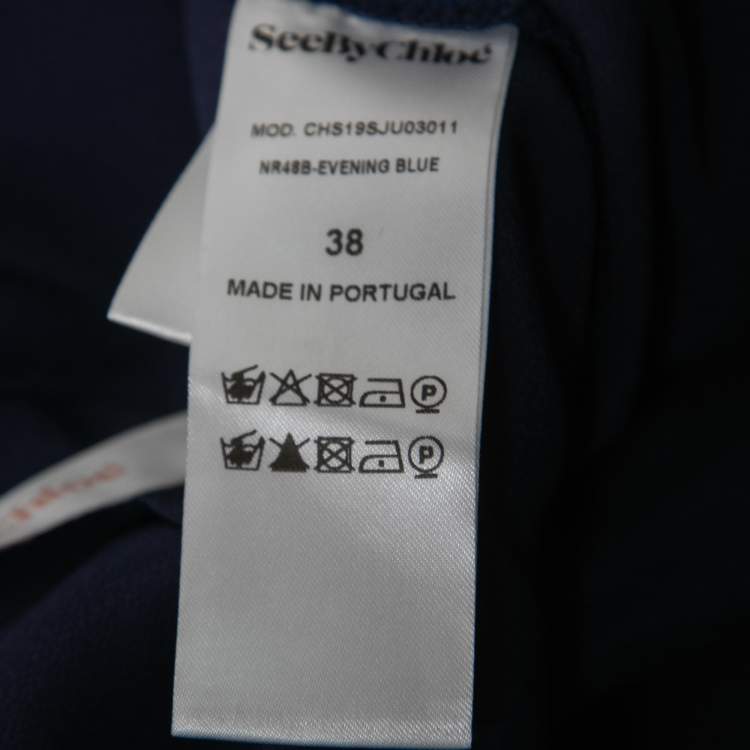 SeeByChloé
MOD. CHS19SJU03011
NR48B-EVENING BLUE
38
MADE IN PORTUGAL
P
P